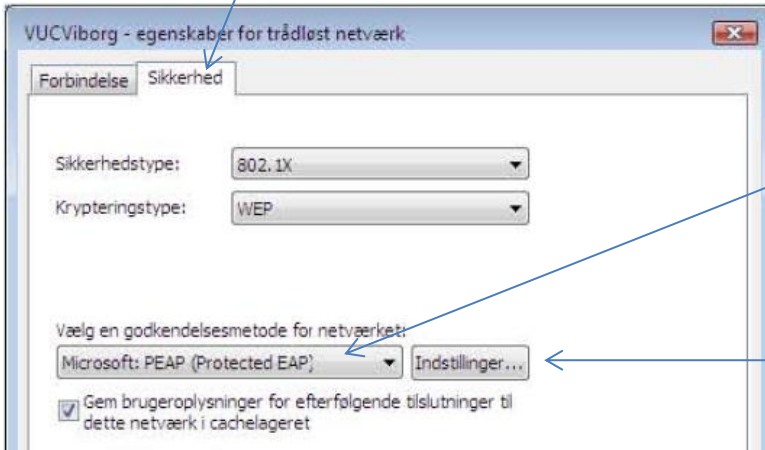 VUCViborg - egenskaber for trådløst netværk
Forbindelse Sikkerhed
Sikkerhedstype: 802.1X
Krypteringstype: WEP
Vælg en godkendelsesmetode for netværket:
Microsoft: PEAP (Protected EAP) Indstillinger...
Gem brugeroplysninger for efterfølgende tilslutninger til
dette netværk i cachelageret